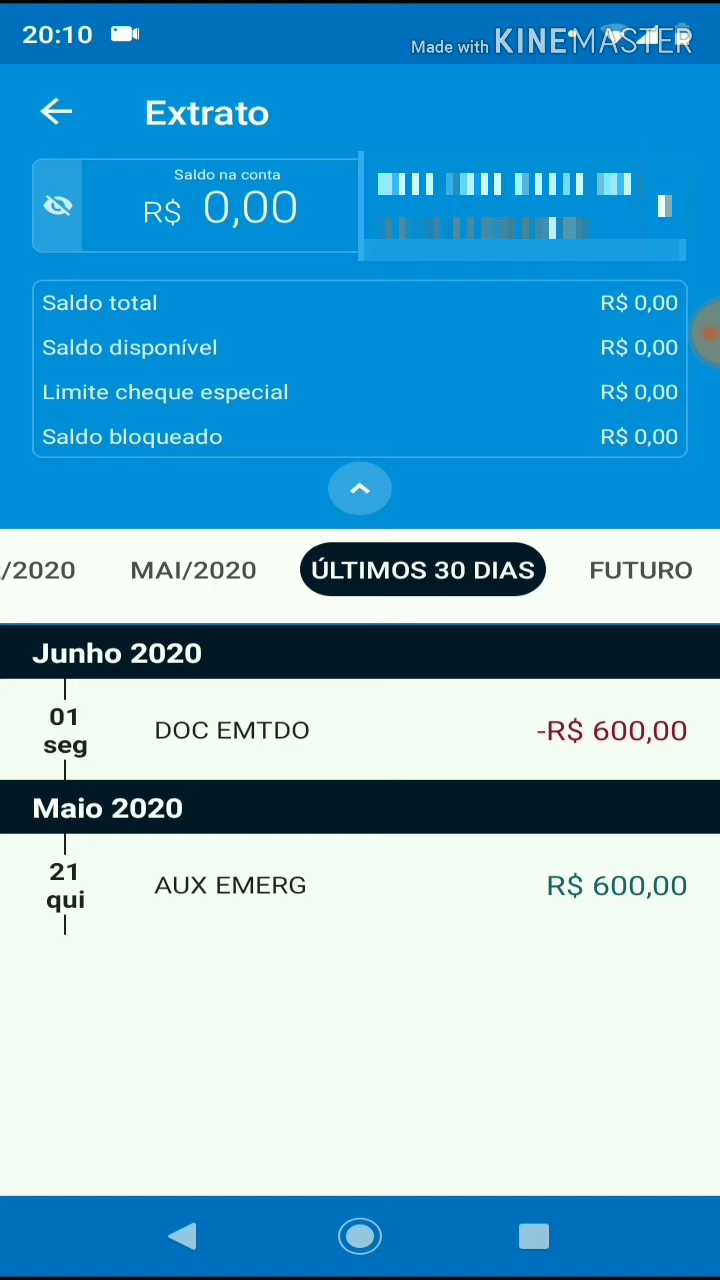 20:10
Made with KINEMASTER
Extrato
Saldo na conta
R$ 0,00
Saldo total R$ 0,00
Saldo disponível R$ 0,00
Limite cheque especial R$ 0,00
Saldo bloqueado R$ 0,00
/2020 MAI/2020 ÚLTIMOS 30 DIAS FUTURO
Junho 2020
01
seg
DOC EMTDO -R$ 600,00
Maio 2020
21
qui
AUX EMERG R$ 600,00